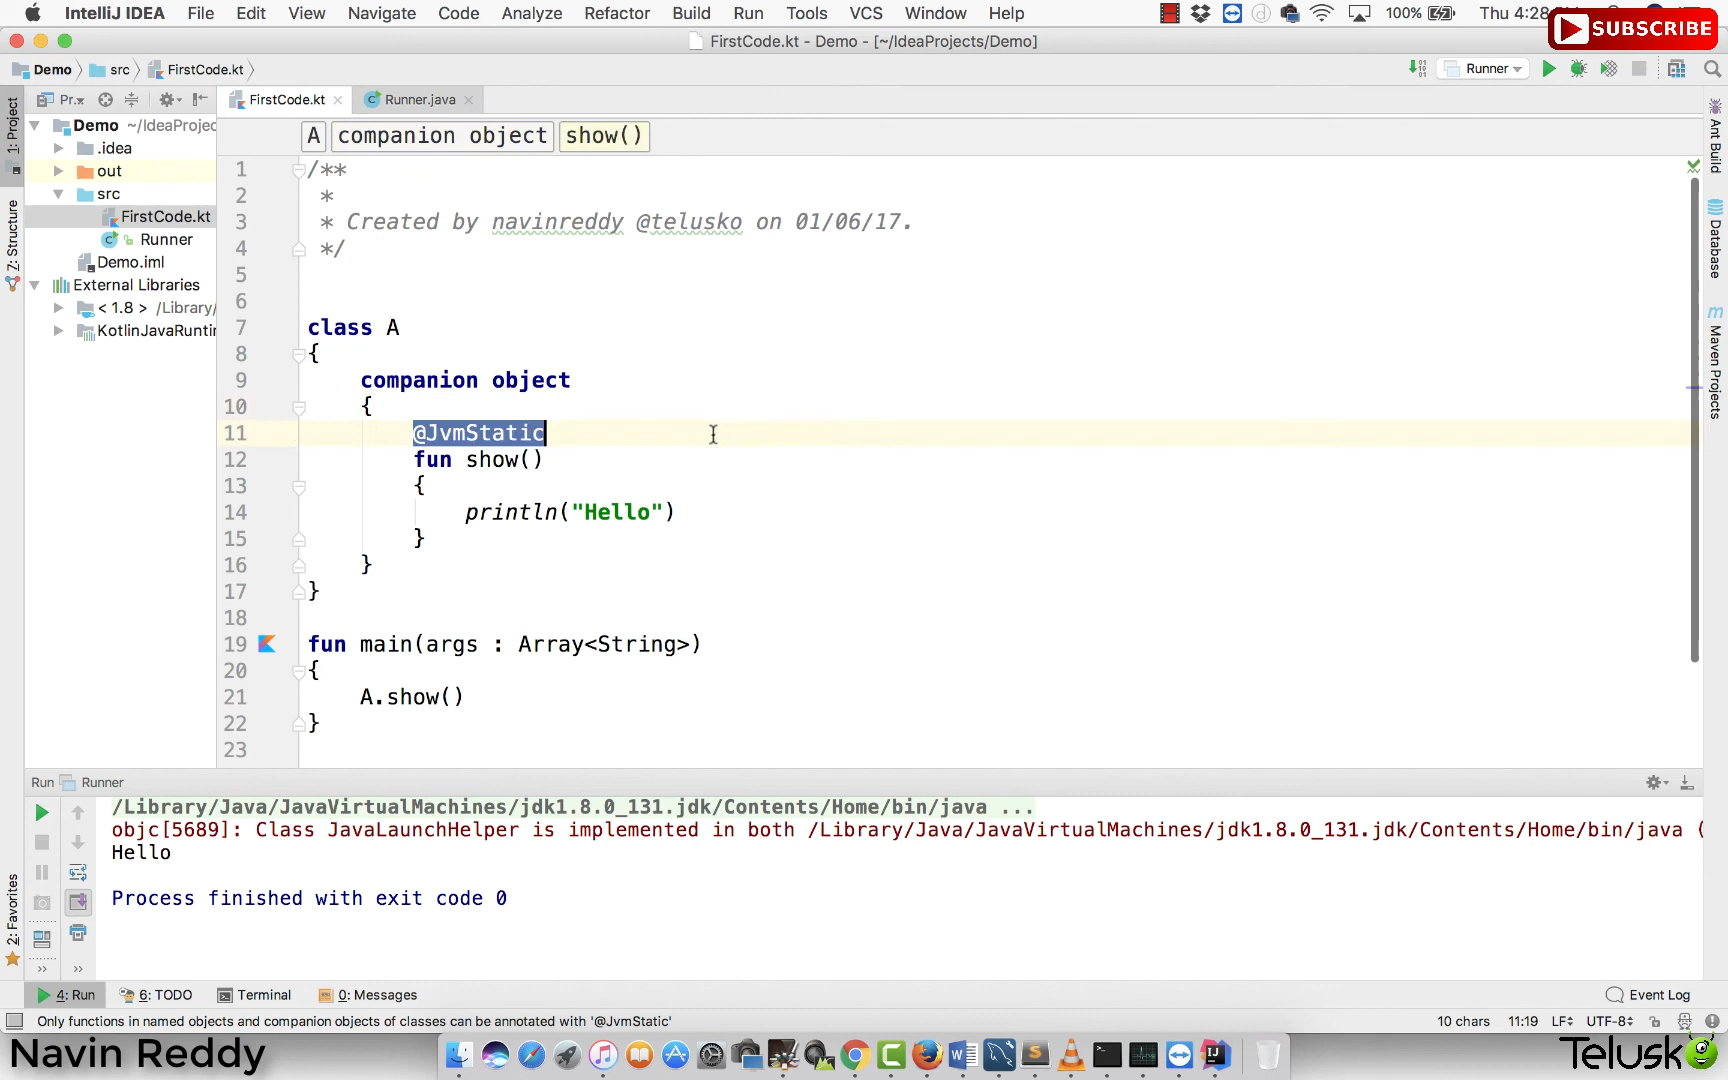 IntelliJ IDEA File Edit View Navigate Code Analyze Refactor Build Run Tools VCS Window Help 100% Thu 4:28
SUBSCRIBE
FirstCode.kt - Demo - [~/IdeaProjects/Demo]
Demo src FirstCode.kt Runner
Pr.. FirstCode.kt Runner.java
A companion object show()
1: Project
Z: Structure
2: Favorites
Demo ~/IdeaProjec
.idea
out
src
FirstCode.kt
Runner
Demo.iml
External Libraries
< 1.8 > /Library/
KotlinJavaRuntin
Ant Build
Database
Maven Projects
1 /**
2 *
3 * Created by navinreddy @telusko on 01/06/17.
4 */
5
6
7 class A
8 {
9 companion object
10 {
11 @JvmStatic
12 fun show()
13 {
14 println("Hello")
15 }
16 }
17 }
18
19 fun main(args : Array<String>)
20 {
21 A.show()
22 }
23
Run Runner
/Library/Java/JavaVirtualMachines/jdk1.8.0_131.jdk/Contents/Home/bin/java ...
objc[5689]: Class JavaLaunchHelper is implemented in both /Library/Java/JavaVirtualMachines/jdk1.8.0_131.jdk/Contents/Home/bin/java (
Hello
Process finished with exit code 0
4: Run 6: TODO Terminal 0: Messages Event Log
Only functions in named objects and companion objects of classes can be annotated with '@JvmStatic' 10 chars 11:19 LF UTF-8
Navin Reddy
Telusko